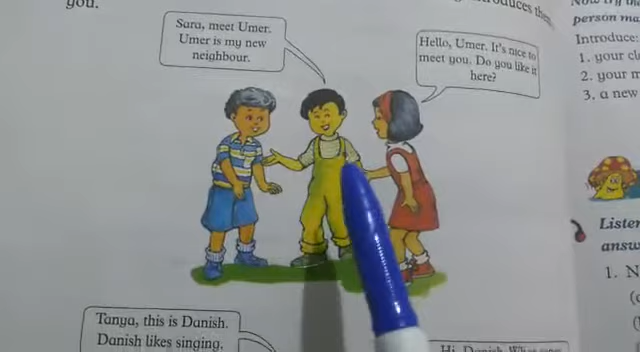 you.
Sara, meet Umer.
Umer is my new
neighbour.
Hello, Umer. It's nice to
meet you. Do you like it
here?
Tanya, this is Danish.
Danish likes singing.
person
Introduce:
1. your
2. your
3. a new
answ
1.